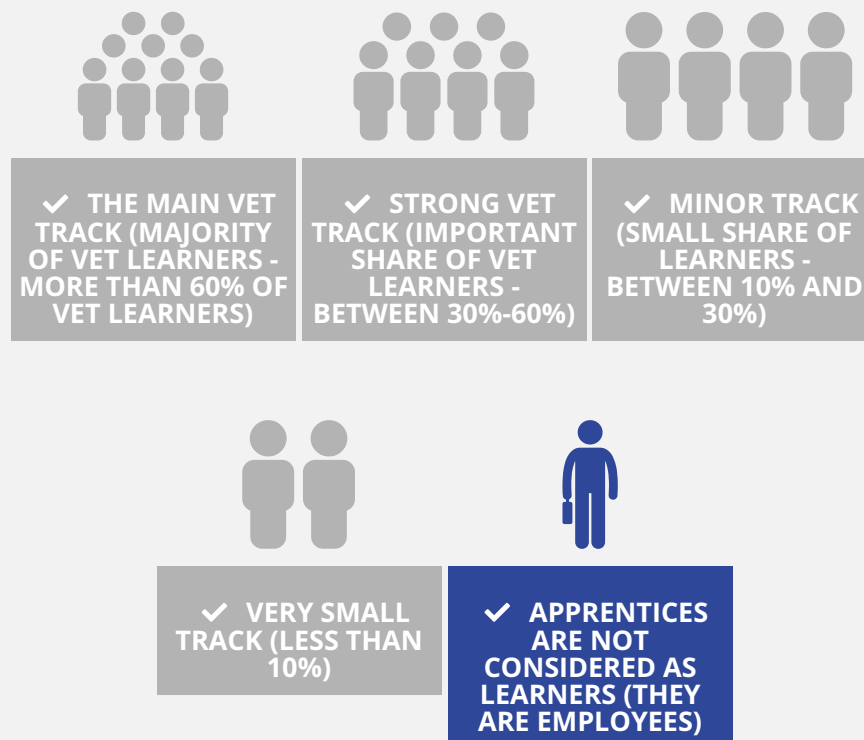 ✓ THE MAIN VET
TRACK (MAJORITY
OF VET LEARNERS -
MORE THAN 60% OF
VET LEARNERS)
✓ STRONG VET
TRACK (IMPORTANT
SHARE OF VET
LEARNERS -
BETWEEN 30%-60%)
✓ MINOR TRACK
(SMALL SHARE OF
LEARNERS -
BETWEEN 10% AND
30%)
✓ VERY SMALL
TRACK (LESS THAN
10%)
✓ APPRENTICES
ARE NOT
CONSIDERED AS
LEARNERS (THEY
ARE EMPLOYEES)